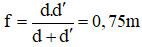 f = d.d′ / d + d′ = 0,75m